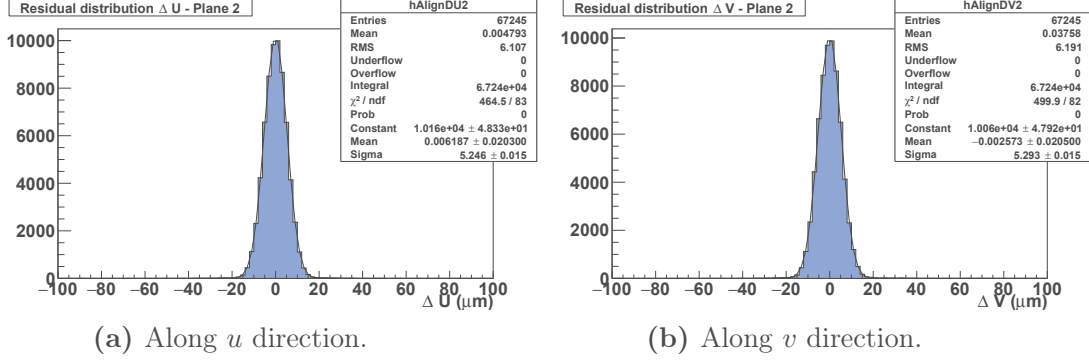 Residual distribution Δ U - Plane 2
hAlignDU2
Entries 67245
Mean 0.004793
RMS 6.107
Underflow 0
Overflow 0
Integral 6.724e+04
χ² / ndf 464.5 / 83
Prob 0
Constant 1.016e+04 ± 4.833e+01
Mean 0.006187 ± 0.020300
Sigma 5.246 ± 0.015
10000
8000
6000
4000
2000
0
−100 −80 −60 −40 −20 0 20 40 60 80 100
Δ U (μm)
(a) Along u direction.
Residual distribution Δ V - Plane 2
hAlignDV2
Entries 67245
Mean 0.03758
RMS 6.191
Underflow 0
Overflow 0
Integral 6.724e+04
χ² / ndf 499.9 / 82
Prob 0
Constant 1.006e+04 ± 4.792e+01
Mean −0.002573 ± 0.020500
Sigma 5.293 ± 0.015
10000
8000
6000
4000
2000
0
−100 −80 −60 −40 −20 0 20 40 60 80 100
Δ V (μm)
(b) Along v direction.